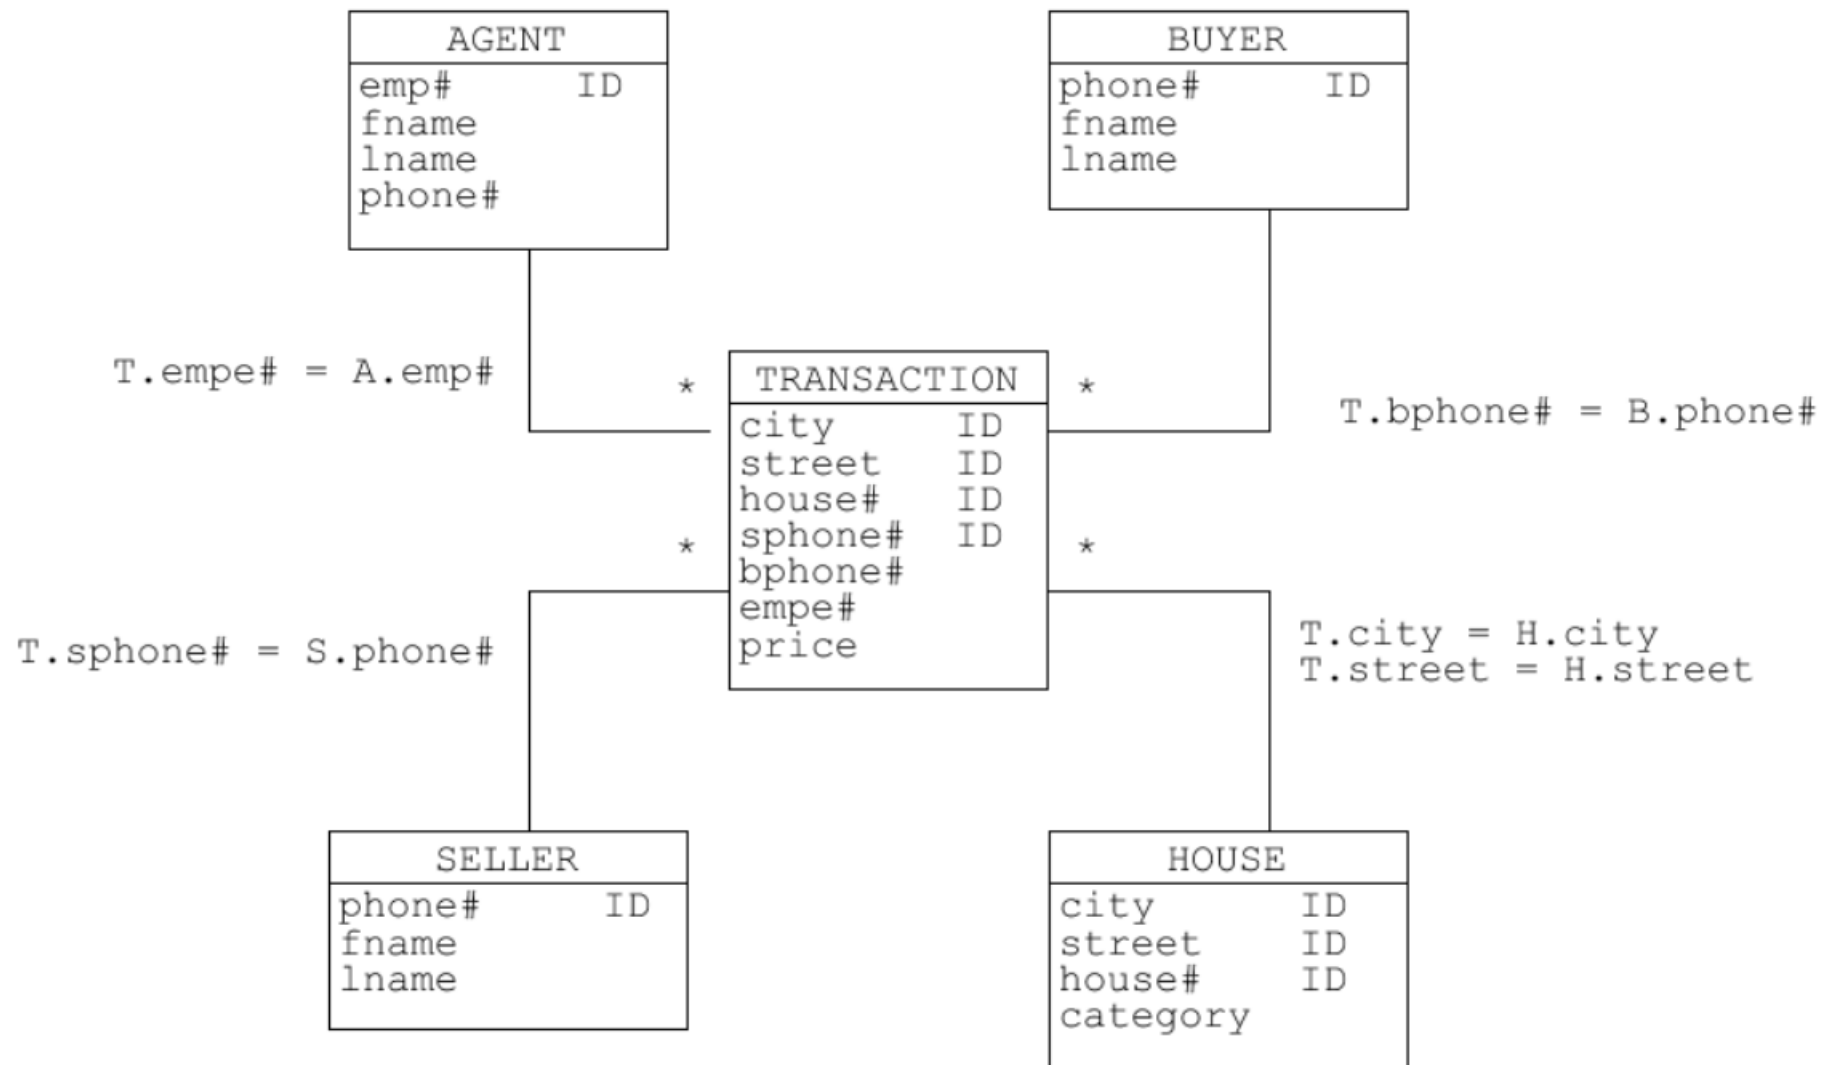 AGENT
emp# ID
fname
lname
phone#
BUYER
phone# ID
fname
lname
T.empe# = A.emp#
*
TRANSACTION
city ID
street ID
house# ID
sphone# ID
bphone#
empe#
price
*
T.bphone# = B.phone#
*
*
T.sphone# = S.phone#
T.city = H.city
T.street = H.street
SELLER
phone# ID
fname
lname
HOUSE
city ID
street ID
house# ID
category